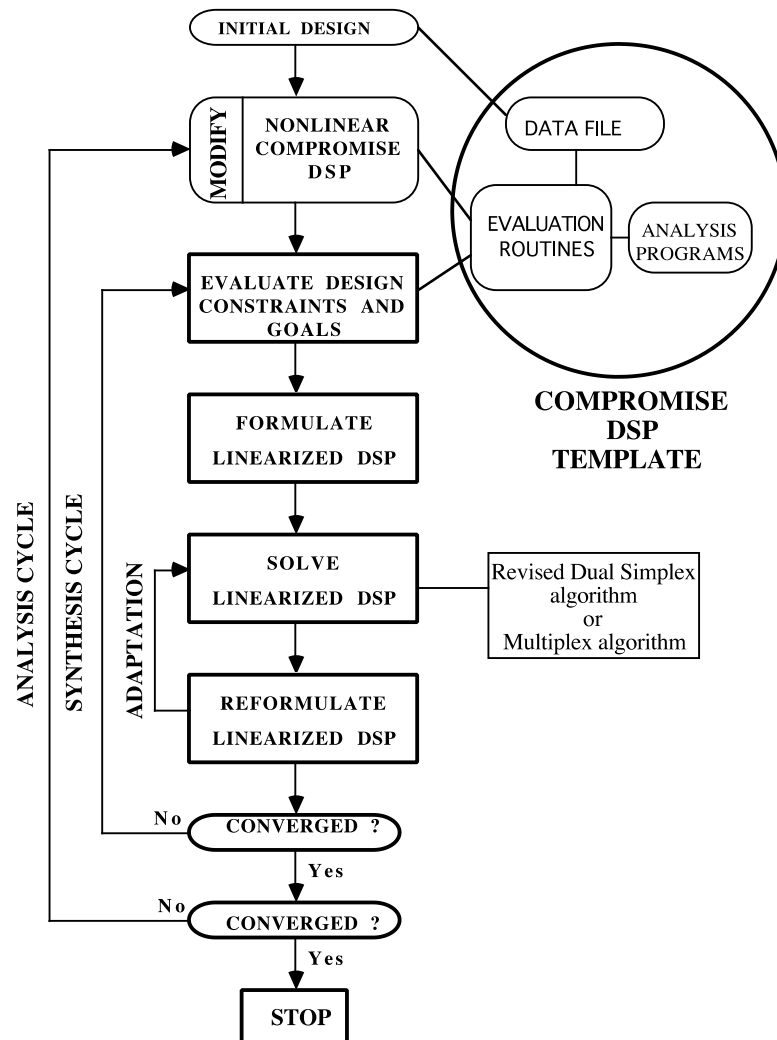 INITIAL DESIGN
MODIFY
NONLINEAR
COMPROMISE
DSP
DATA FILE
EVALUATION
ROUTINES
ANALYSIS
PROGRAMS
EVALUATE DESIGN
CONSTRAINTS AND
GOALS
COMPROMISE
DSP
TEMPLATE
FORMULATE
LINEARIZED DSP
ANALYSIS CYCLE
SYNTHESIS CYCLE
ADAPTATION
SOLVE
LINEARIZED DSP
Revised Dual Simplex
algorithm
or
Multiplex algorithm
REFORMULATE
LINEARIZED DSP
No
CONVERGED ?
Yes
No
CONVERGED ?
Yes
STOP